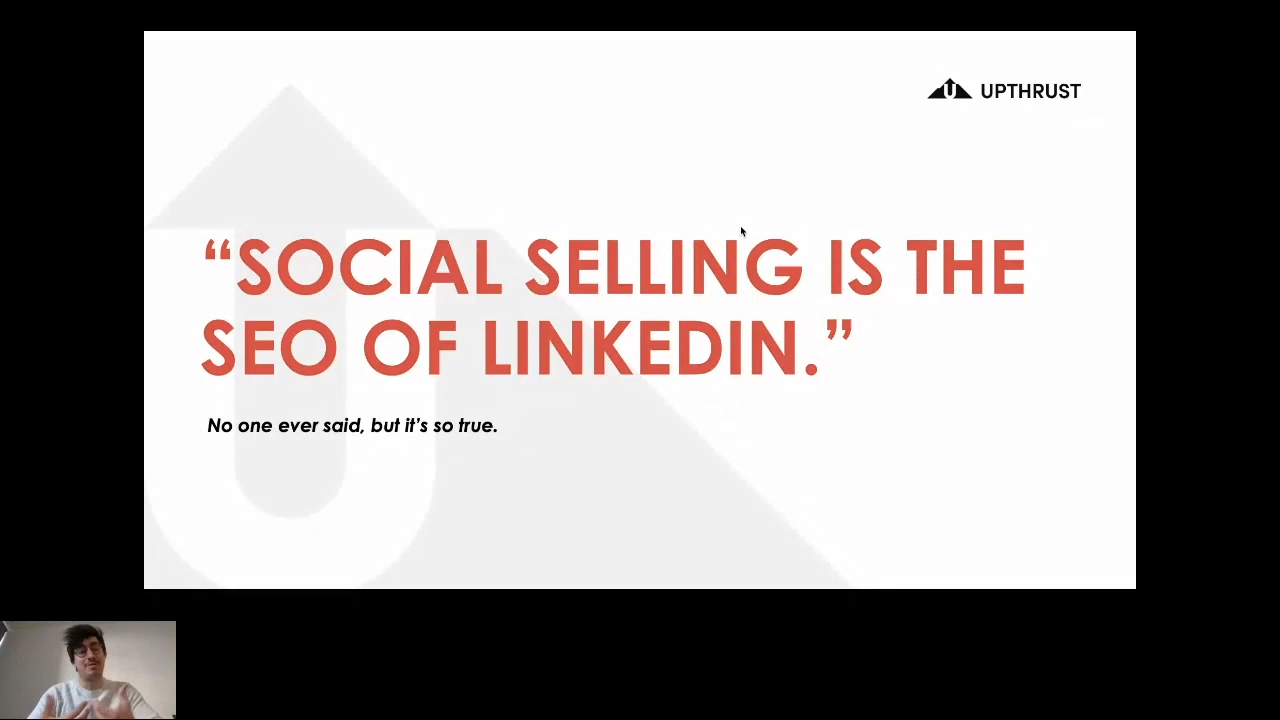 UPTHRUST
“SOCIAL SELLING IS THE
SEO OF LINKEDIN.”
No one ever said, but it’s so true.